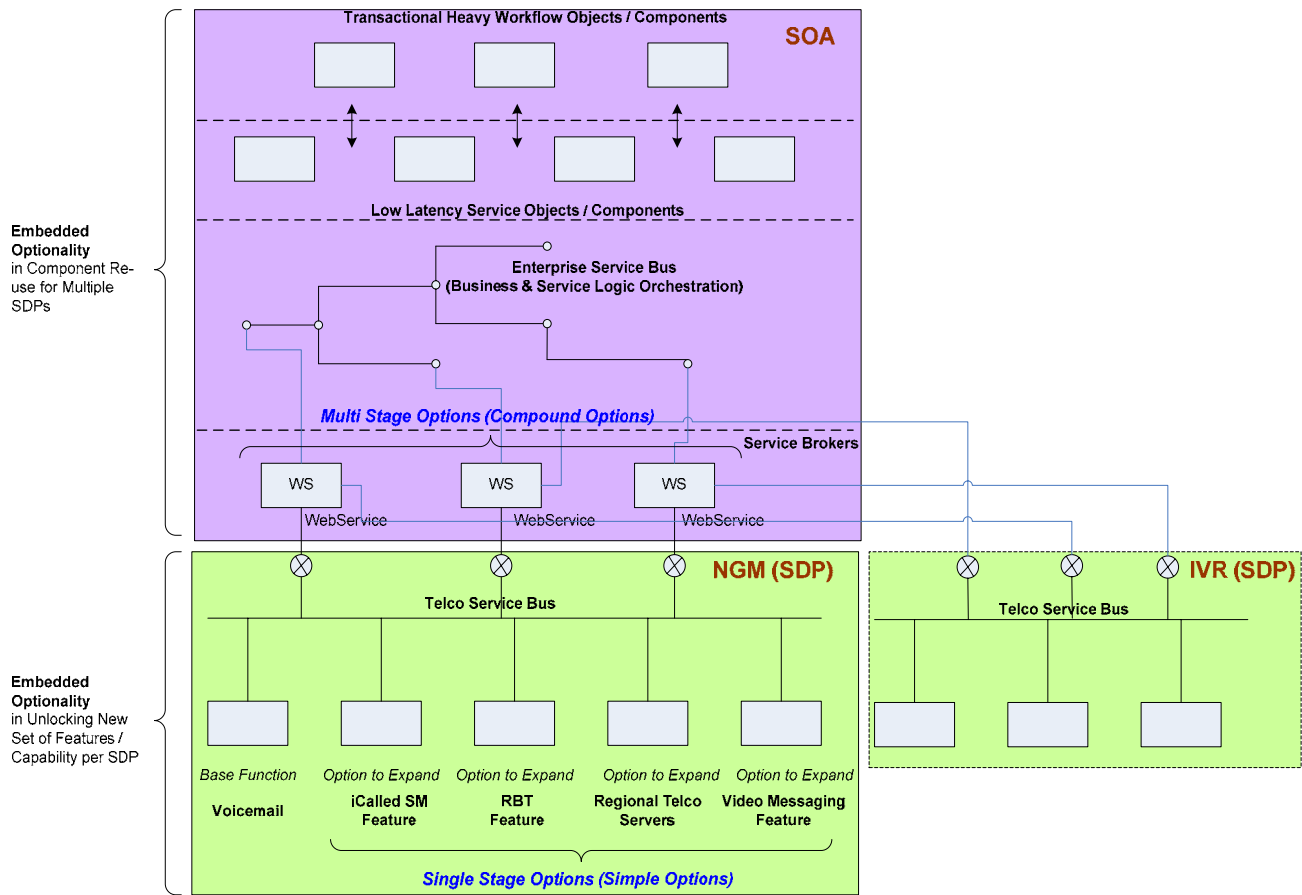 Transactional Heavy Workflow Objects / Components
SOA
Low Latency Service Objects / Components
Embedded
Optionality
in Component Re-
use for Multiple
SDPs
Enterprise Service Bus
(Business & Service Logic Orchestration)
Multi Stage Options (Compound Options)
Service Brokers
WS
WS
WS
WebService
WebService
WebService
NGM (SDP)
IVR (SDP)
Telco Service Bus
Telco Service Bus
Embedded
Optionality
in Unlocking New
Set of Features /
Capability per SDP
Base Function
Voicemail
Option to Expand
iCalled SM
Feature
Option to Expand
RBT
Feature
Option to Expand
Regional Telco
Servers
Option to Expand
Video Messaging
Feature
Single Stage Options (Simple Options)